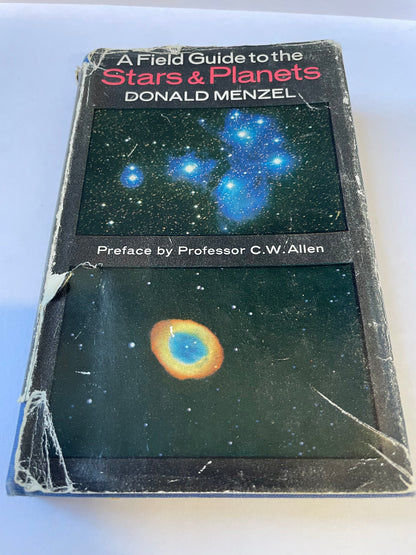 A Field Guide to the
Stars & Planets
DONALD MENZEL
Preface by Professor C.W. Allen